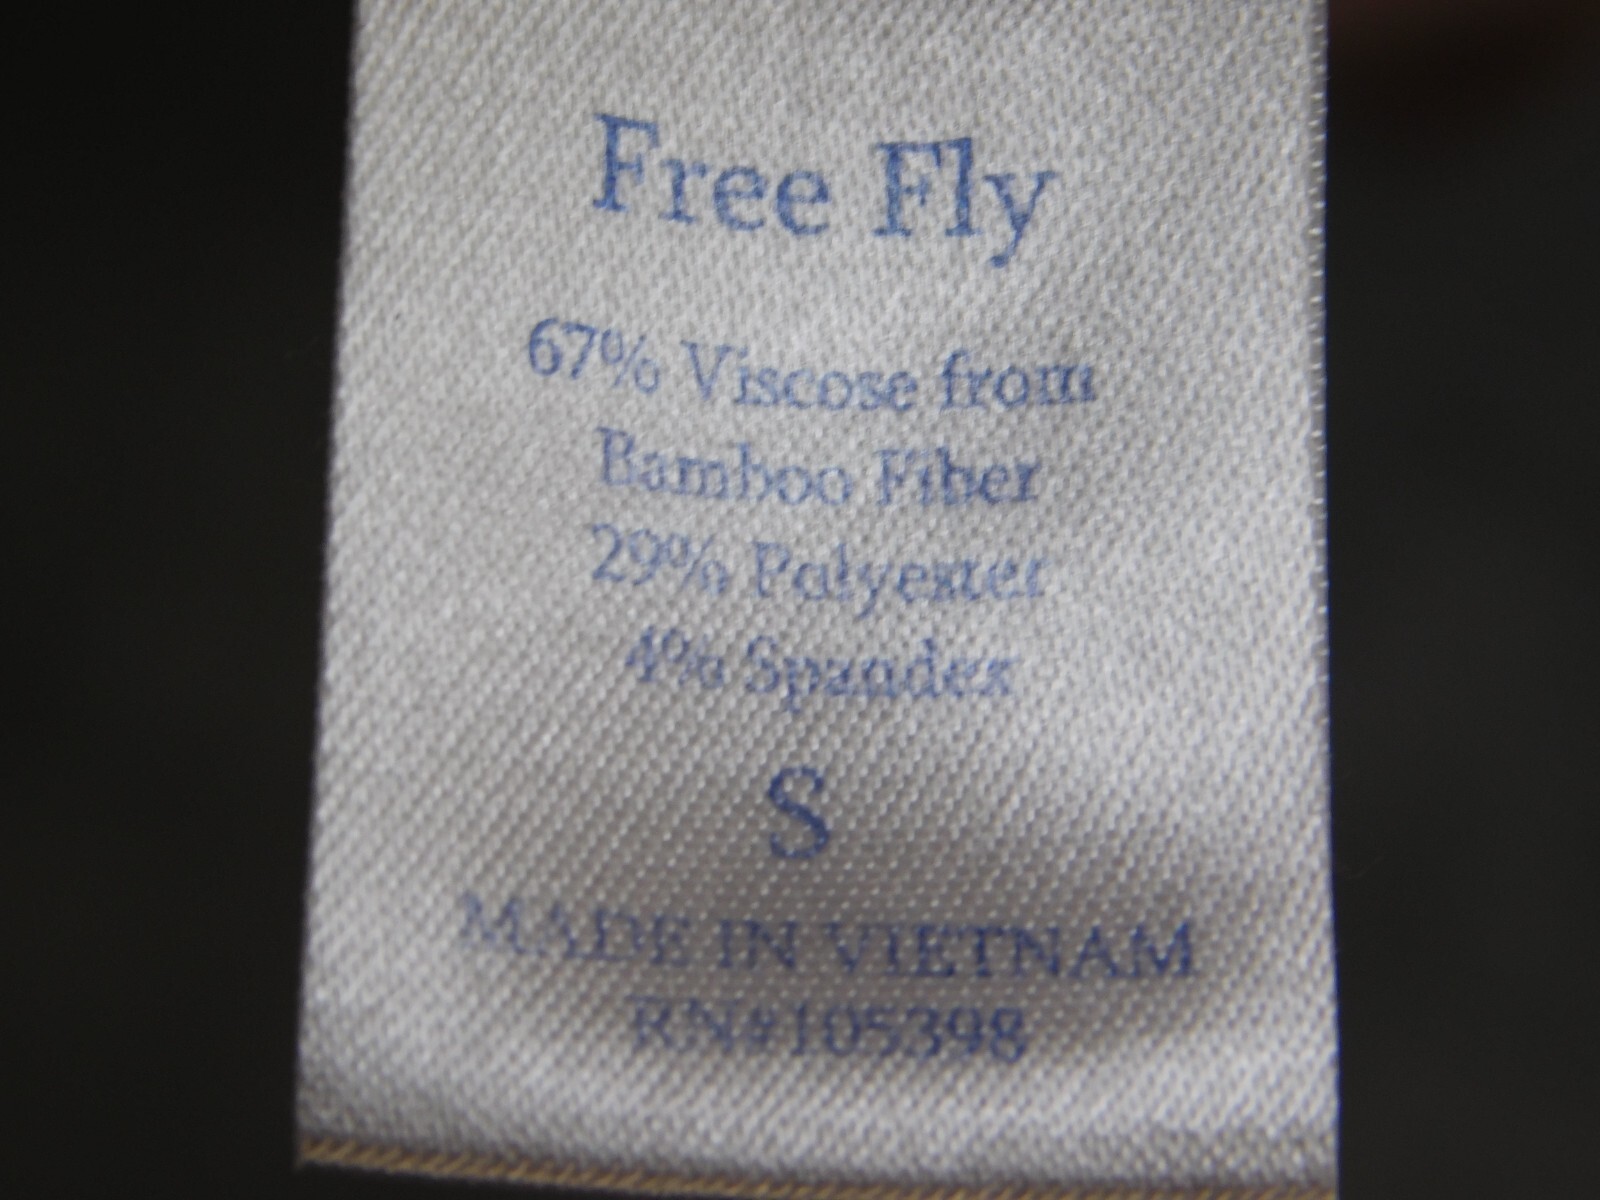 Free Fly
67% Viscose from
Bamboo Fiber
29% Polyester
4% Spandex
S
MADE IN VIETNAM
RN#105398